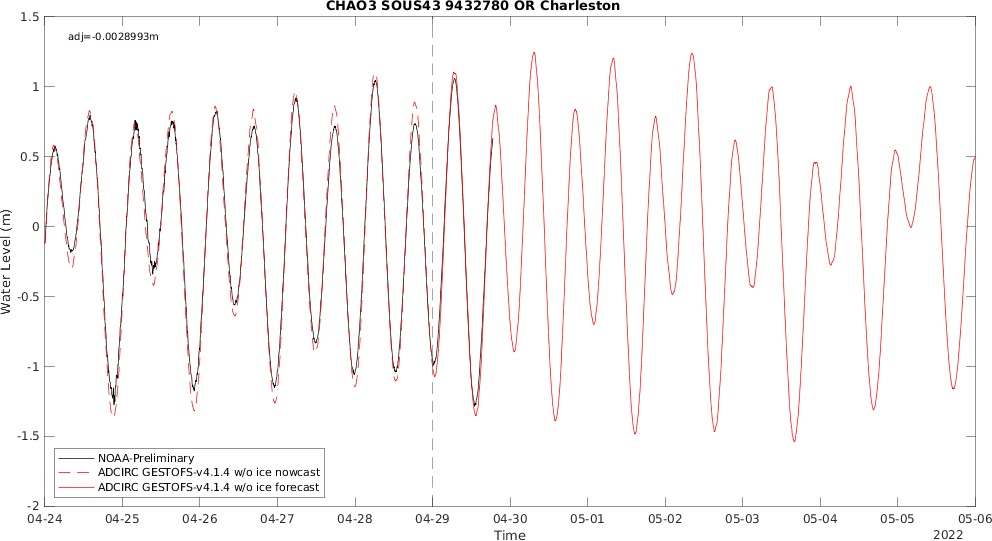 CHAO3 SOUS43 9432780 OR Charleston
adj=-0.0028993m
1.5
1
0.5
0
-0.5
-1
-1.5
-2
Water Level (m)
NOAA-Preliminary
ADCIRC GESTOFS-v4.1.4 w/o ice nowcast
ADCIRC GESTOFS-v4.1.4 w/o ice forecast
04-24 04-25 04-26 04-27 04-28 04-29 04-30 05-01 05-02 05-03 05-04 05-05 05-06
Time
2022